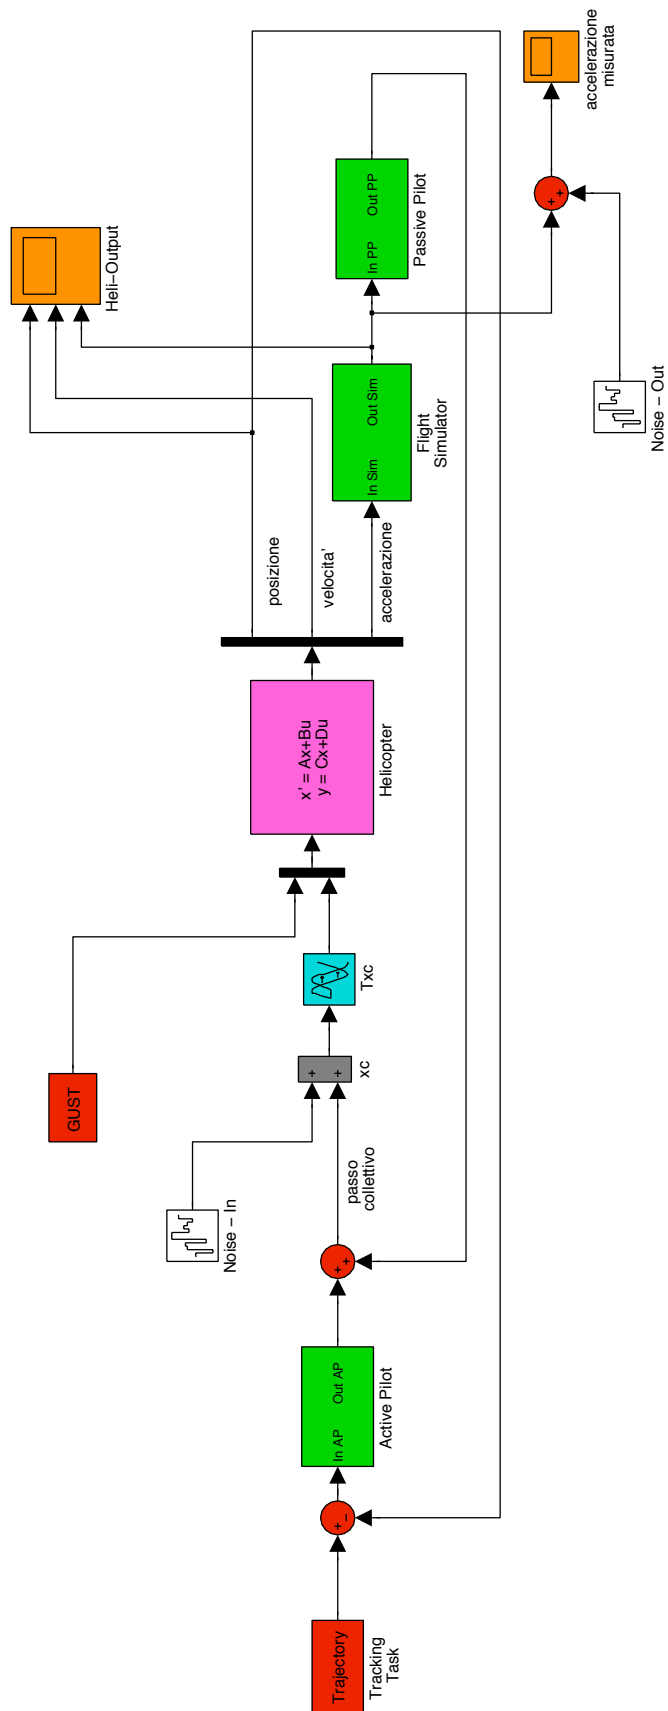 Trajectory
Tracking
Task
+
−
In AP
Out AP
Active Pilot
+
+
passo
collettivo
Noise − In
GUST
+
+
xc
Txc
x' = Ax+Bu
y = Cx+Du
Helicopter
posizione
velocita'
accelerazione
In Sim
Out Sim
Flight
Simulator
In PP
Out PP
Passive Pilot
Heli−Output
Noise − Out
+
+
accelerazione
misurata